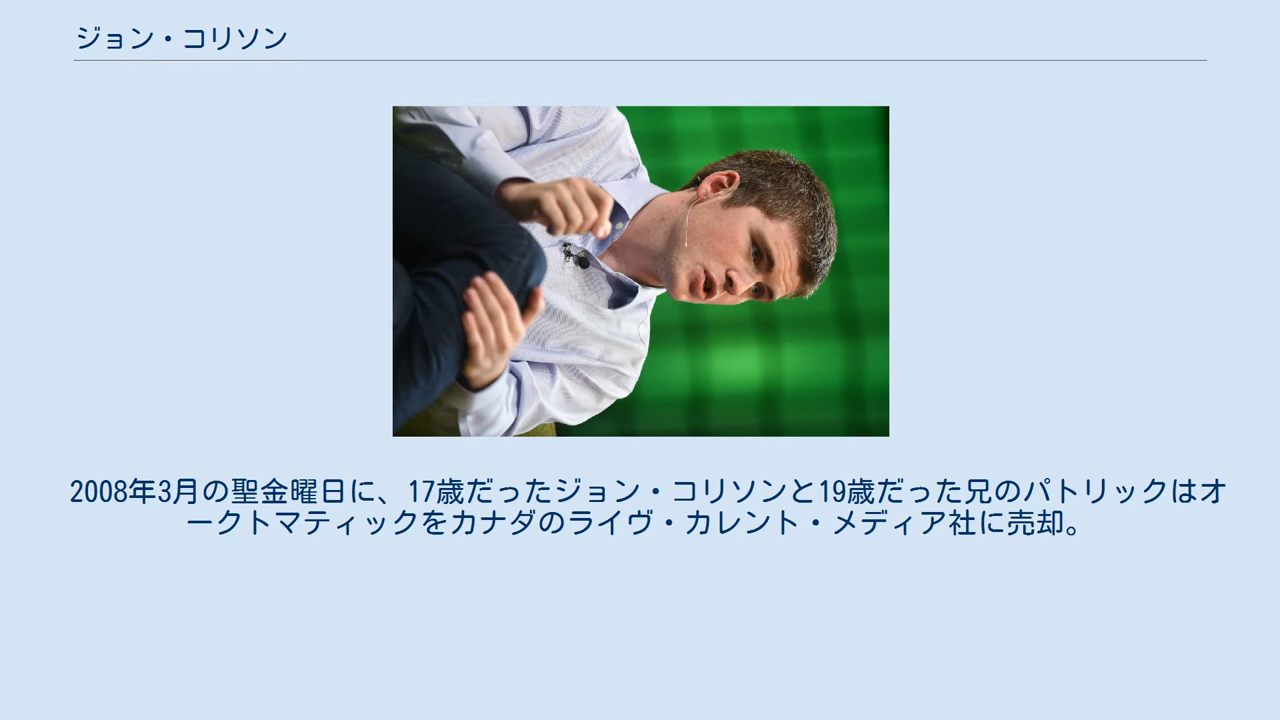 ジョン・コリソン
2008年3月の聖金曜日に、17歳だったジョン・コリソンと19歳だった兄のパトリックはオ
ークトマティックをカナダのライヴ・カレント・メディア社に売却。